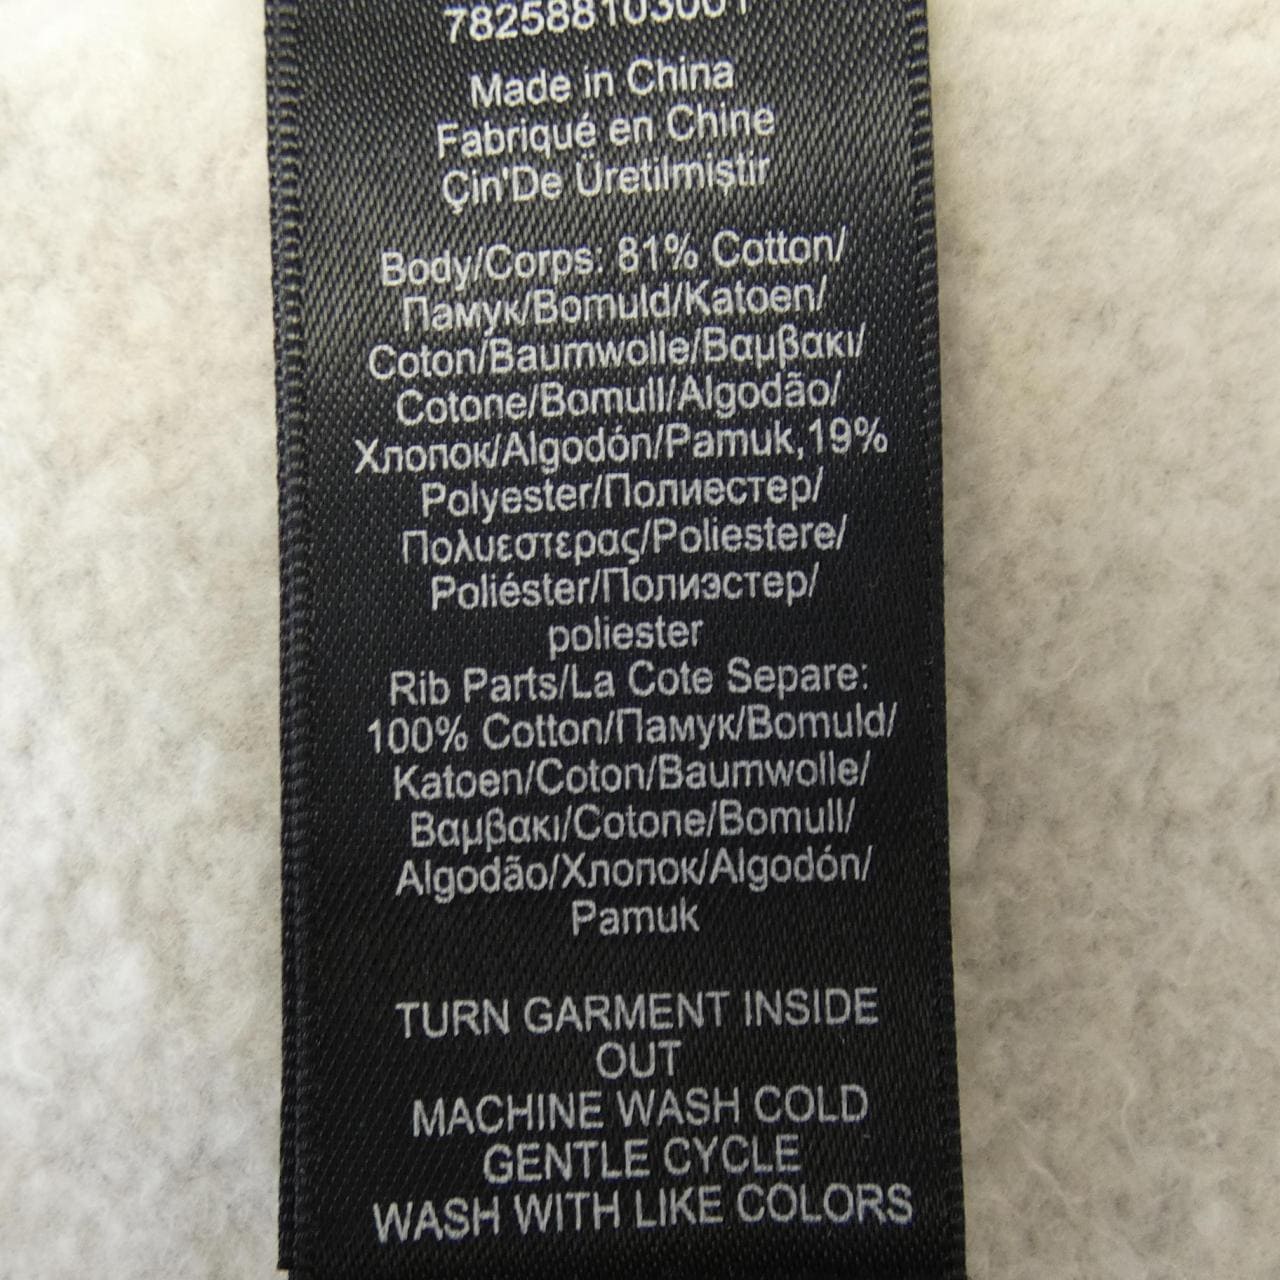 782588103001
Made in China
Fabriqué en Chine
Çin'De Üretilmiştir
Body/Corps: 81% Cotton/
Памук/Bomuld/Katoen/
Coton/Baumwolle/Βαμβακι/
Cotone/Bomull/Algodão/
Хлопок/Algodón/Pamuk,19%
Polyester/Полиестер/
Πολυεστερας/Poliestere/
Poliéster/Полиэстер/
poliester
Rib Parts/La Cote Separe:
100% Cotton/Памук/Bomuld/
Katoen/Coton/Baumwolle/
Βαμβακι/Cotone/Bomull/
Algodão/Хлопок/Algodón/
Pamuk
TURN GARMENT INSIDE
OUT
MACHINE WASH COLD
GENTLE CYCLE
WASH WITH LIKE COLORS